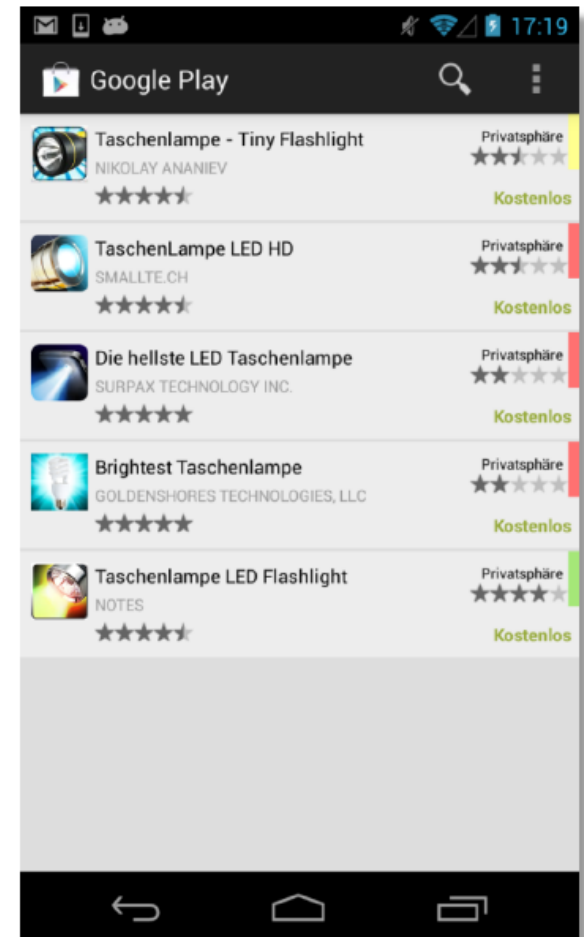 17:19
Google Play
Taschenlampe - Tiny Flashlight
Privatsphäre
NIKOLAY ANANIEV
Kostenlos
TaschenLampe LED HD
Privatsphäre
SMALLTE.CH
Kostenlos
Die hellste LED Taschenlampe
Privatsphäre
SURPAX TECHNOLOGY INC.
Kostenlos
Brightest Taschenlampe
Privatsphäre
GOLDENSHORES TECHNOLOGIES, LLC
Kostenlos
Taschenlampe LED Flashlight
Privatsphäre
NOTES
Kostenlos